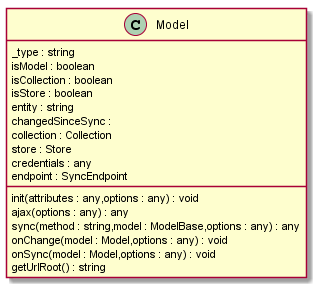 C Model
_type : string
isModel : boolean
isCollection : boolean
isStore : boolean
entity : string
changedSinceSync :
collection : Collection
store : Store
credentials : any
endpoint : SyncEndpoint
init(attributes : any,options : any) : void
ajax(options : any) : any
sync(method : string,model : ModelBase,options : any) : any
onChange(model : Model,options : any) : void
onSync(model : Model,options : any) : void
getUrlRoot() : string